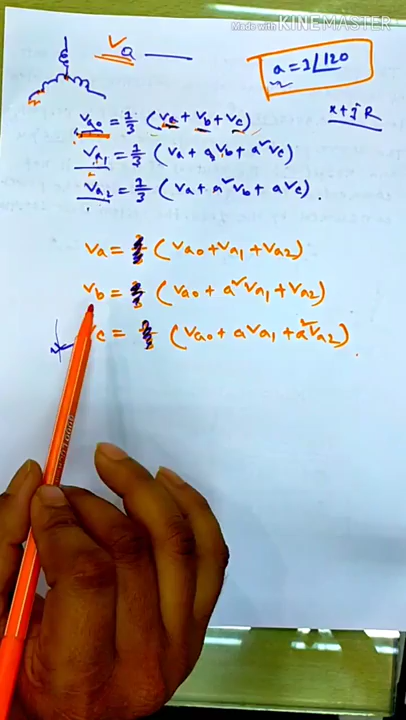 Made with KINEMASTER
Va
a = 1∠120
x+jR
Va0 = 1/3 (Va + Vb + Vc)
Va1 = 1/3 (Va + aVb + a²Vc)
Va2 = 1/3 (Va + a²Vb + aVc).
Va = (Va0 + Va1 + Va2)
Vb = (Va0 + a²Va1 + Va2)
Vc = (Va0 + aVa1 + a²Va2).